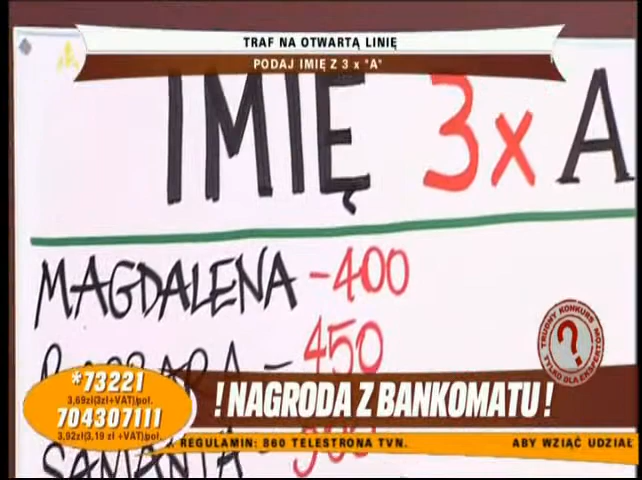 TRAF NA OTWARTĄ LINIĘ
PODAJ IMIĘ Z 3 x "A"
IMIĘ 3x A
MAGDALENA - 400
BARBARA - 450
SAMANTA
! NAGRODA Z BANKOMATU !
TRUDNY KONKURS
?
TYLKO DLA EKSPERTÓW
*73221
3,69zł(3zł+VAT)/poł.
704307111
3,92zł(3,19 zł +VAT)/poł.
REGULAMIN: 860 TELESTRONA TVN. ABY WZIĄĆ UDZIAŁ